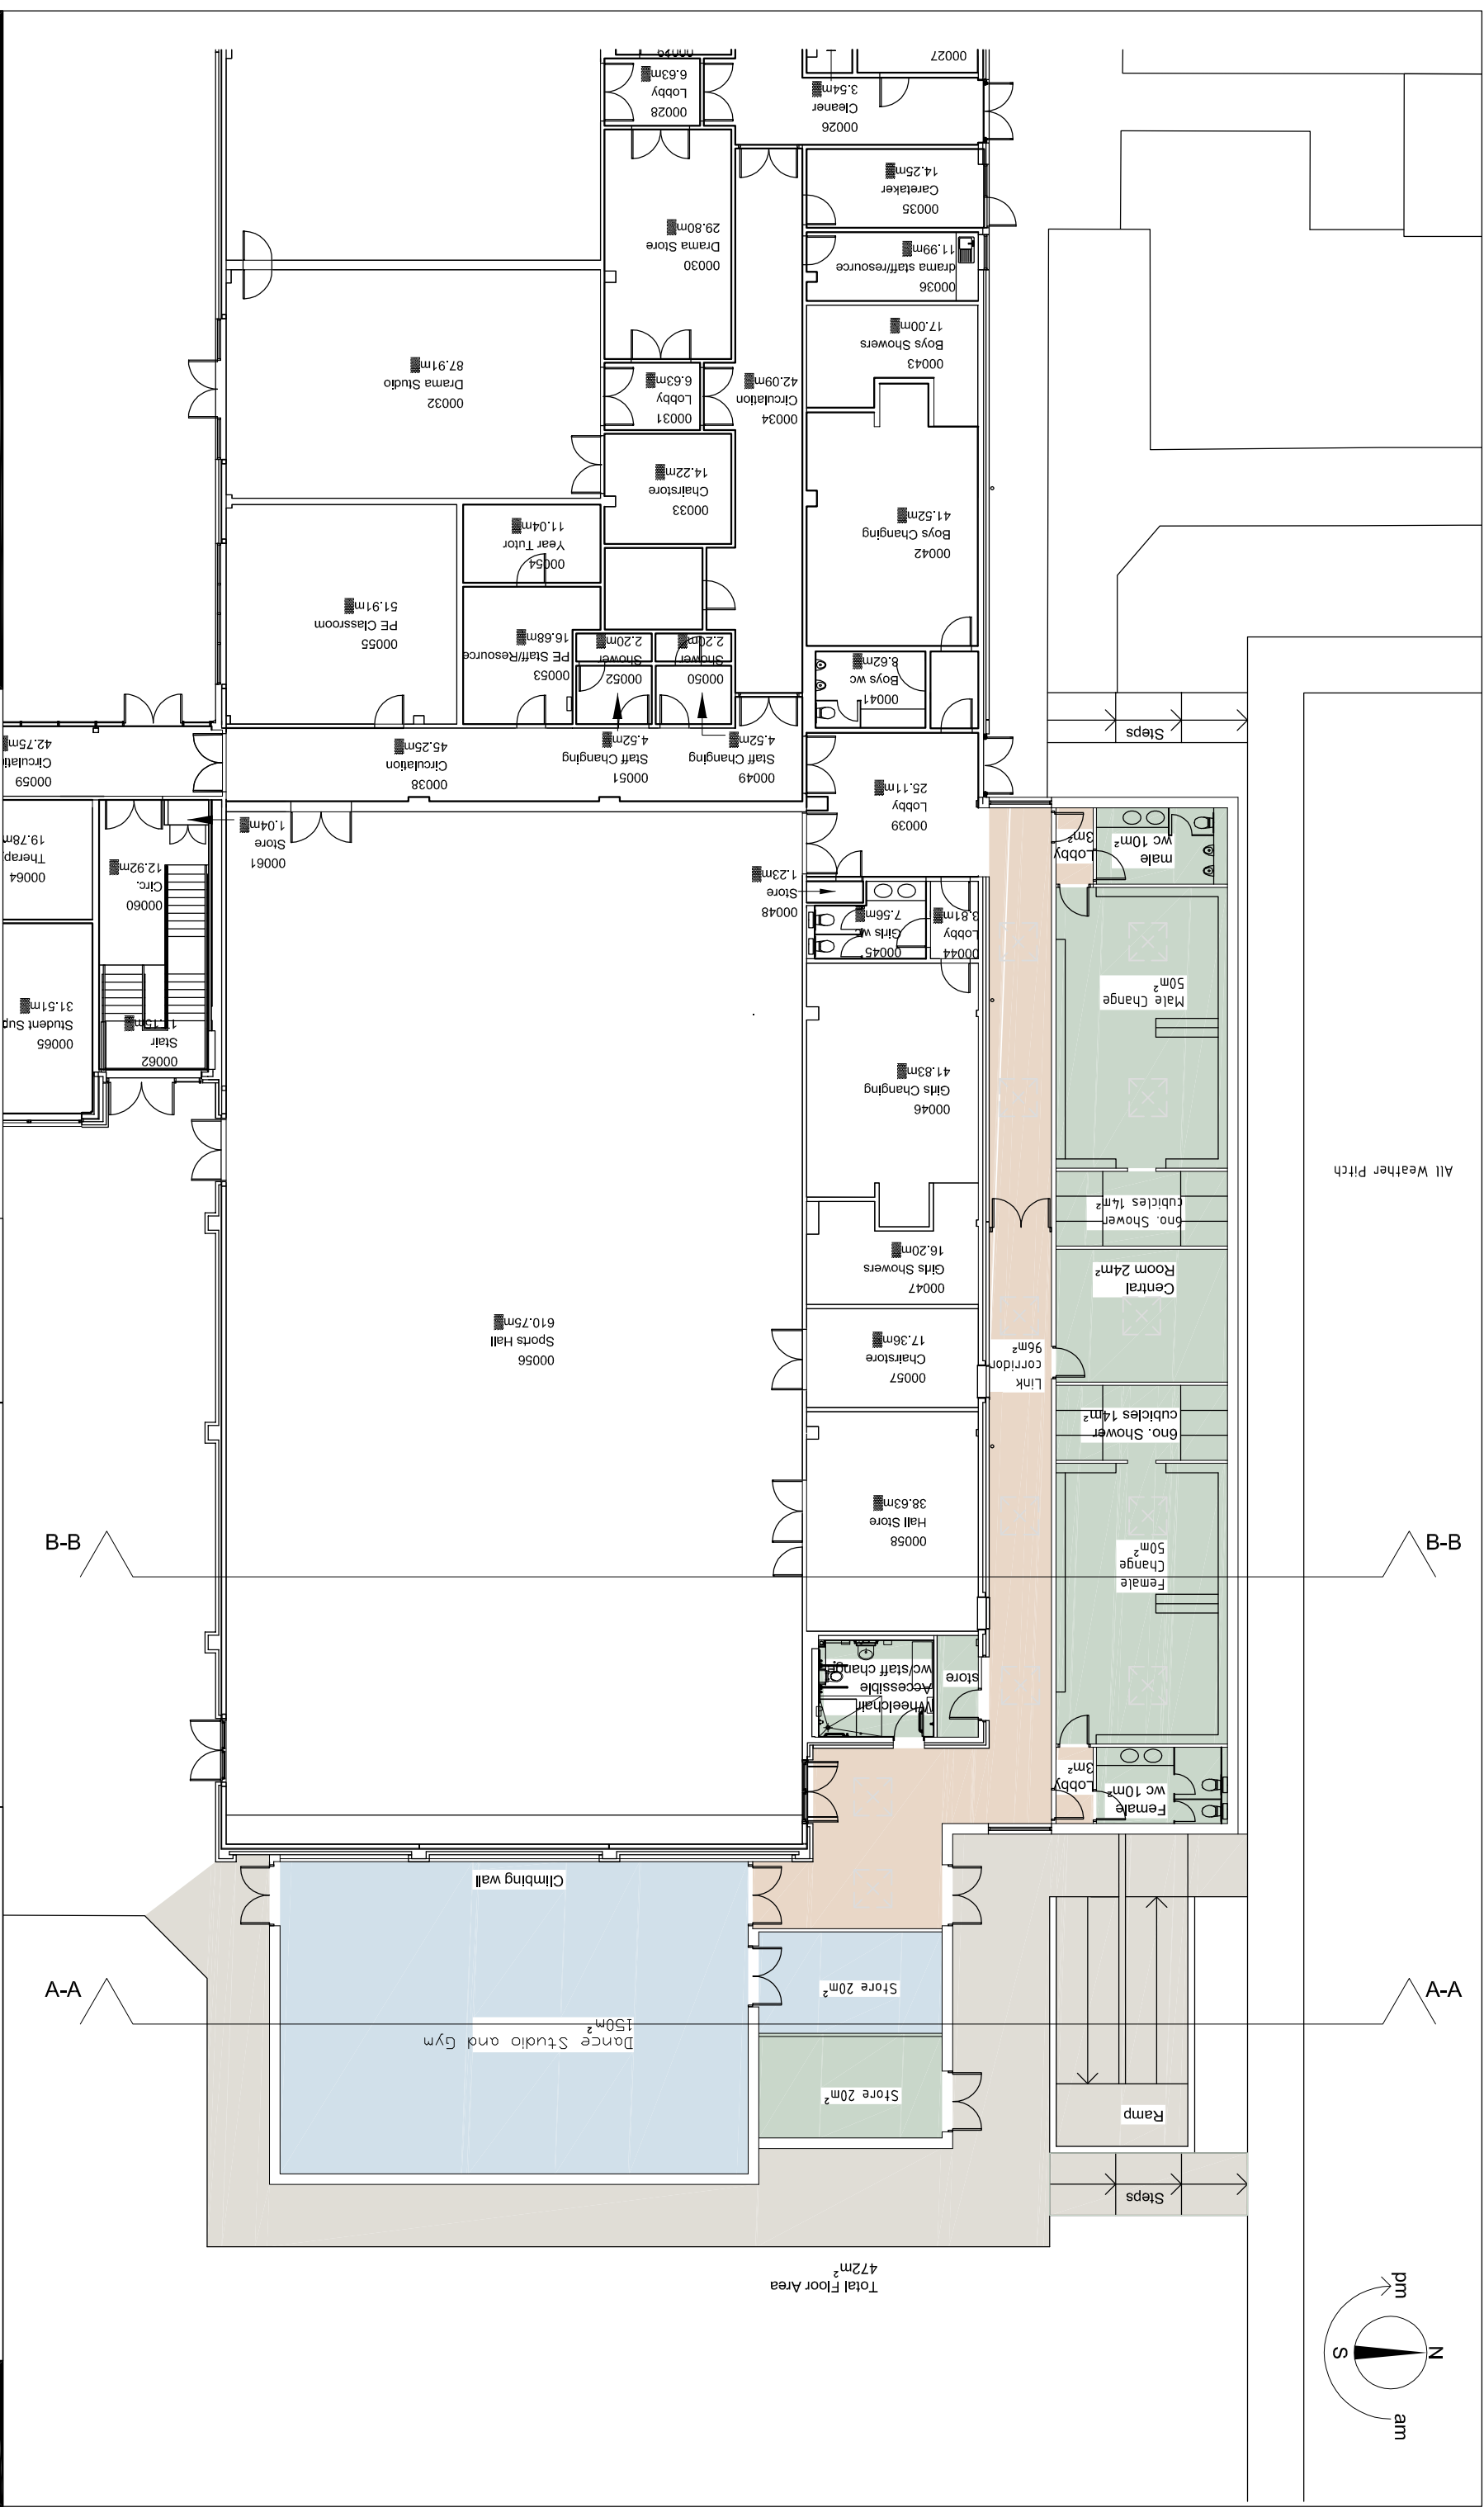 00027
6.63m▓
00028
Lobby
00026
Cleaner
3.54m▓
00035
Caretaker
14.25m▓
00030
Drama Store
29.80m▓
00036
drama staff/resource
11.99m▓
00043
Boys Showers
17.00m▓
00032
Drama Studio
87.91m▓
00031
Lobby
6.63m▓
00034
Circulation
42.09m▓
00033
Chairstore
14.22m▓
00042
Boys Changing
41.52m▓
00054
Year Tutor
11.04m▓
00055
PE Classroom
51.91m▓
00053
PE Staff/Resource
16.68m▓
00052
Shower
2.20m▓
00050
Shower
2.20m▓
00041
Boys wc
8.62m▓
Steps
00059
42.75m▓
00038
Circulation
45.25m▓
00051
Staff Changing
4.52m▓
00049
Staff Changing
4.52m▓
00039
Lobby
25.11m▓
Lobby
3m²
male
wc 10m²
00061
Store
1.04m▓
00064
19.78m
00060
Circ.
12.92m▓
00048
Store
1.23m▓
00045
Girls wc
7.56m▓
00044
Lobby
3.81m▓
00065
Student
31.51m▓
00062
Stair
Male Change
50m²
00046
Girls Changing
41.83m▓
All Weather Pitch
6no. Shower
cubicles 14m²
00047
Girls Showers
16.20m▓
Central
Room 24m²
00056
Sports Hall
610.75m▓
00057
Chairstore
17.36m▓
Link
corridor
96m²
6no. Shower
cubicles 14m²
00058
Hall Store
38.63m▓
B-B
B-B
Female
Change
50m²
Wheelchair
Accessible
wc/staff change.
store
Lobby
3m²
Female
wc 10m²
Climbing wall
A-A
A-A
Store 20m²
Dance Studio and Gym
150m²
Store 20m²
Ramp
Steps
Total Floor Area
472m²
pm
N
S
am